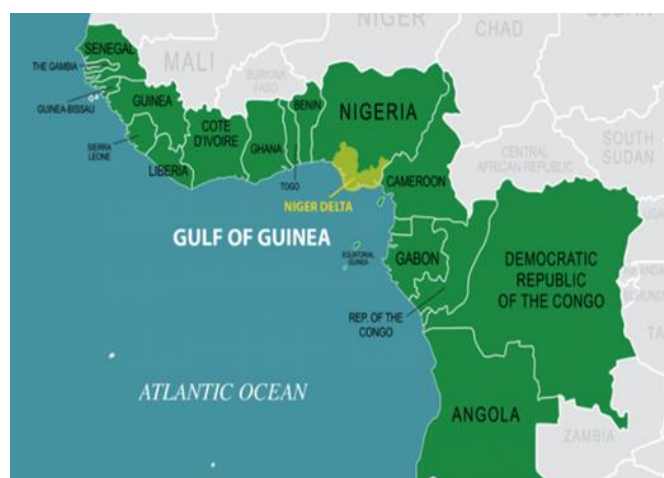 NIGER
CHAD
SUDAN
SENEGAL
MALI
THE GAMBIA
BURKINA
FASO
GUINEA-BISSAU
GUINEA
BENIN
NIGERIA
COTE
D'IVOIRE
SIERRA
LEONE
GHANA
LIBERIA
TOGO
CENTRAL
AFRICAN REPUBLIC
SOUTH
SUDAN
CAMEROON
NIGER DELTA
GULF OF GUINEA
EQUATORIAL
GUINEA
GABON
DEMOCRATIC
REPUBLIC
OF THE CONGO
REP. OF THE
CONGO
ATLANTIC OCEAN
ANGOLA
ZAMBIA